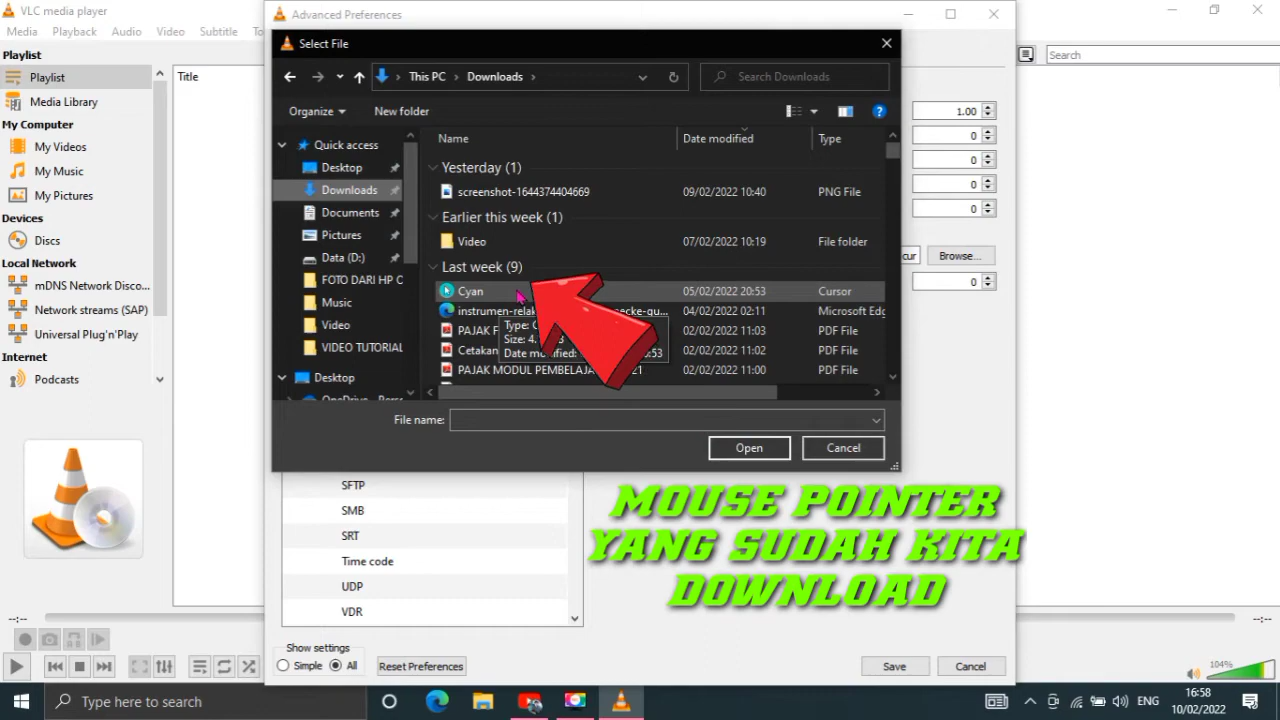 VLC media player
Media Playback Audio Video Subtitle To
Advanced Preferences
Playlist
Playlist
Media Library
My Computer
My Videos
My Music
My Pictures
Devices
Discs
Local Network
mDNS Network Disco...
Network streams (SAP)
Universal Plug'n'Play
Internet
Podcasts
Title
Search
Select File
This PC > Downloads >
Search Downloads
Organize
New folder
Quick access
Desktop
Downloads
Documents
Pictures
Data (D:)
FOTO DARI HP C
Music
Video
VIDEO TUTORIAL
Desktop
Name Date modified Type
Yesterday (1)
screenshot-1644374404669 09/02/2022 10:40 PNG File
Earlier this week (1)
Video 07/02/2022 10:19 File folder
Last week (9)
Cyan 05/02/2022 20:53 Cursor
04/02/2022 02:11 Microsoft Edg
PAJAK 02/02/2022 11:03 PDF File
Cetakan 02/02/2022 11:02 PDF File
PAJAK MODUL 02/02/2022 11:00 PDF File
Type:
Size:
Date
File name:
Open Cancel
1.00
0
0
0
0
cur Browse...
0
SFTP
SMB
SRT
Time code
UDP
VDR
MOUSE POINTER
YANG SUDAH KITA
DOWNLOAD
Show settings
Simple All
Reset Preferences
Save Cancel
--:--
--:--
104%
Type here to search
ENG
16:58
10/02/2022